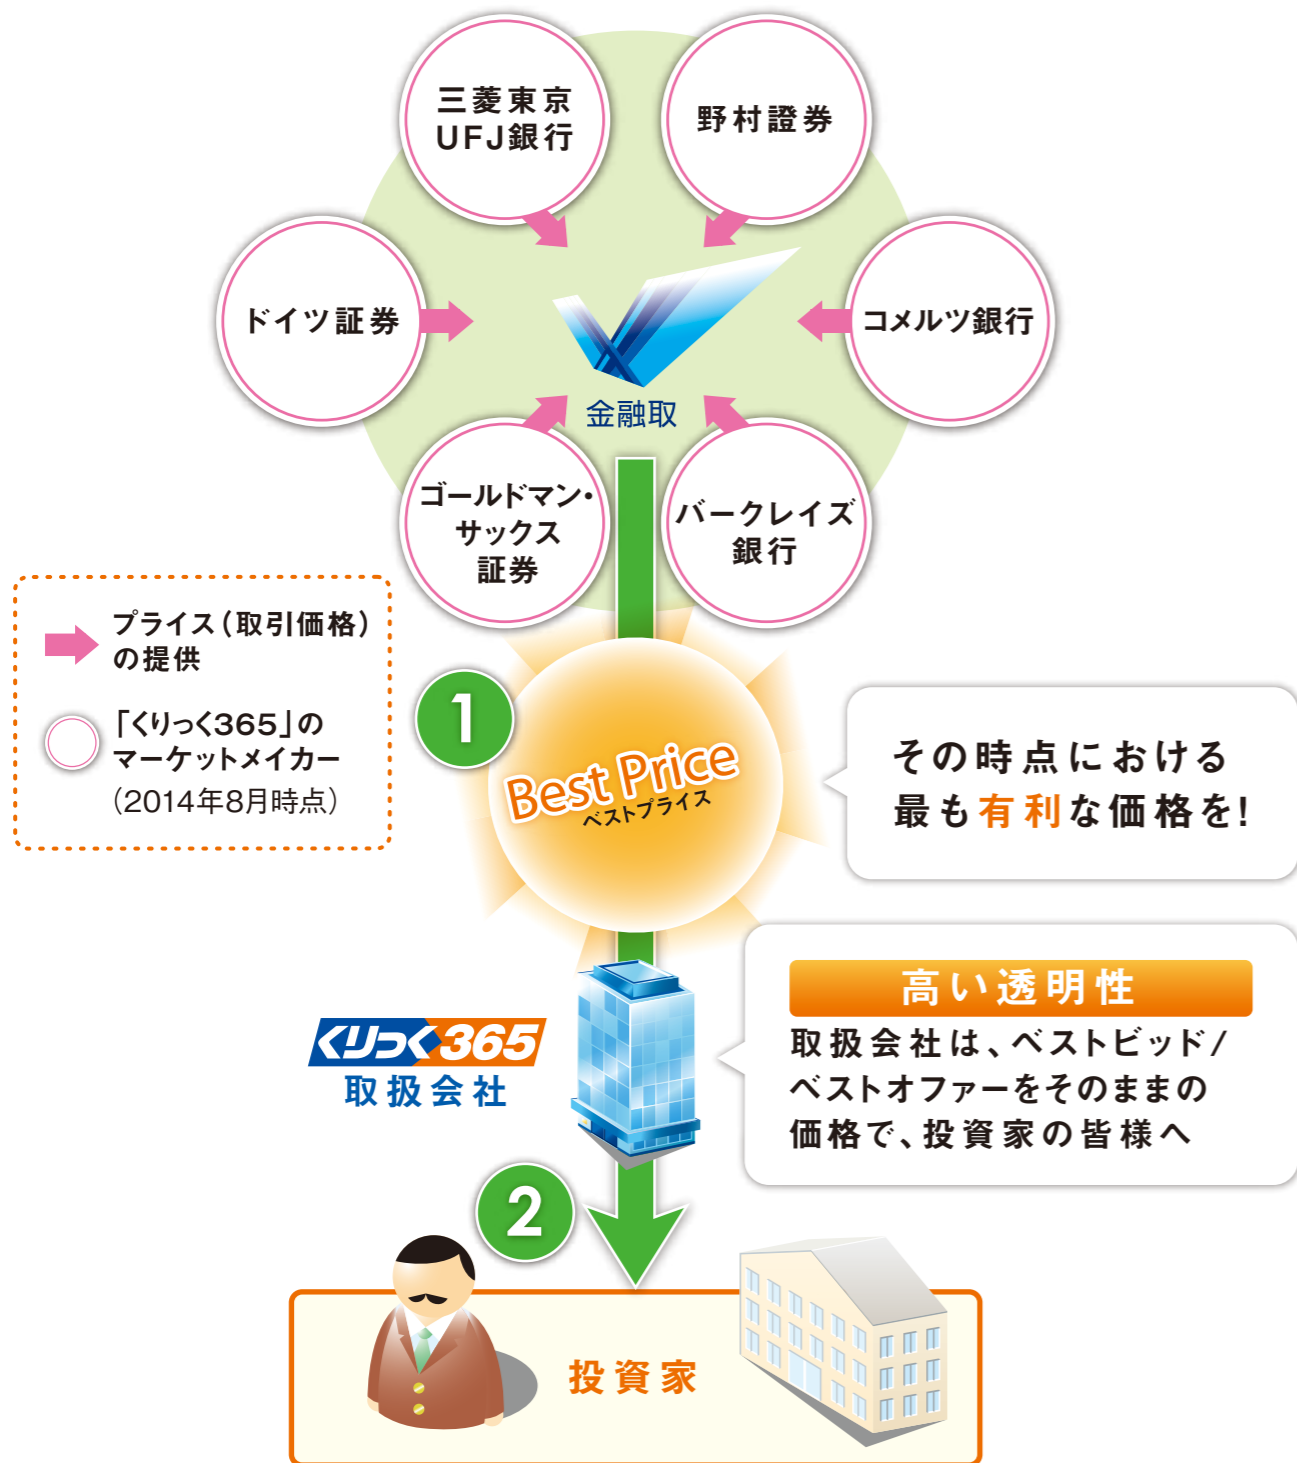 三菱東京
UFJ銀行
野村證券
ドイツ証券
コメルツ銀行
金融取
ゴールドマン・
サックス
証券
バークレイズ
銀行
プライス（取引価格）
の提供
「くりっく365」の
マーケットメイカー
（2014年8月時点）
1
Best Price
ベストプライス
その時点における
最も有利な価格を!
くりっく365
取扱会社
高い透明性
取扱会社は、ベストビッド/
ベストオファーをそのままの
価格で、投資家の皆様へ
2
投資家